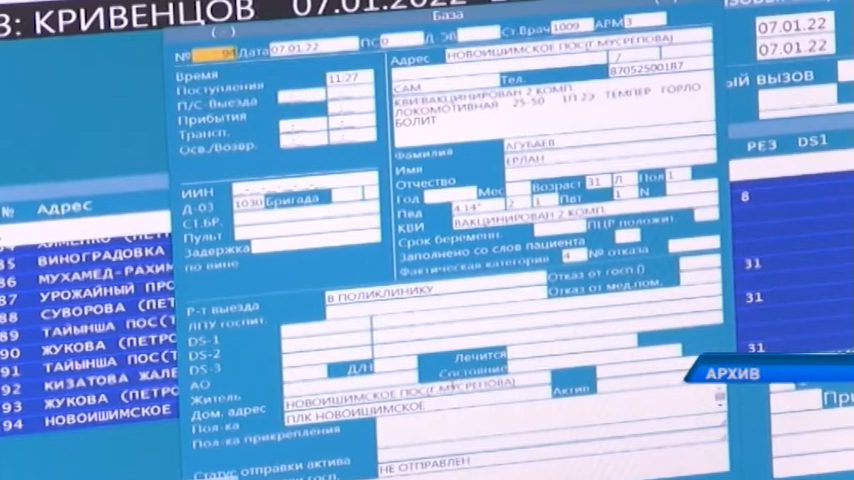 З: КРИВЕНЦОВ 07.01.2022
База
№ 94 Дата 07.01.22 ПС 0 Л-ЭВ Ст.Врач 1009 АРМ 3
Время
Поступления 11:27
П/С-Выезда
Прибытия
Трансп.
Осв./Возвр.
Адрес НОВОИШИМСКОЕ ПОС(Г.МУСРЕПОВА)
/
САМ Тел. 87052500187
КВИ ВАКЦИНИРОВАН 2 КОМП
ЛОКОМОТИВНАЯ 25-50 1П 2Э ТЕМПЕР ГОРЛО
БОЛИТ
Фамилия АГУБАЕВ
Имя ЕРЛАН
Отчество
Год Мес Возраст 31 Л Пол 1
Пед 4.14" 2 1 Пвт 1 N
КВИ ВАКЦИНИРОВАН 2 КОМП
Срок беременн. ПЦР положит.
Заполнено со слов пациента
Фактическая категория 4 № отказа
ИИН
Д-03 1030 Бригада
СТ.БР.
Пульт
Задержка
по вине
Р-т выезда В ПОЛИКЛИНИКУ Отказ от госп.()
ЛПУ госпит. Отказ от мед.пом.
DS-1
DS-2
DS-3 Д/Н Лечится
АО Состояние
Житель НОВОИШИМСКОЕ ПОС(Г.МУСРЕПОВА) Актив
Дом. адрес ПЛК НОВОИШИМСКОЕ
Пол-ка
Пол-ка прикрепления
Статус отправки актива НЕ ОТПРАВЛЕН
№ Адрес
85 ВИНОГРАДОВКА
86 МУХАМЕД-РАХИМ
87 УРОЖАЙНЫЙ ПРО
88 СУВОРОВА (ПЕТ
89 ТАЙЫНША ПОС(Т
90 ЖУКОВА (ПЕТРО
91 ТАЙЫНША ПОС(Т
92 КИЗАТОВА ЖАЛЕ
93 ЖУКОВА (ПЕТРО
94 НОВОИШИМСКОЕ
07.01.22
07.01.22
ЫЙ ВЫЗОВ
РЕЗ DS1
8
31
31
31
АРХИВ
При